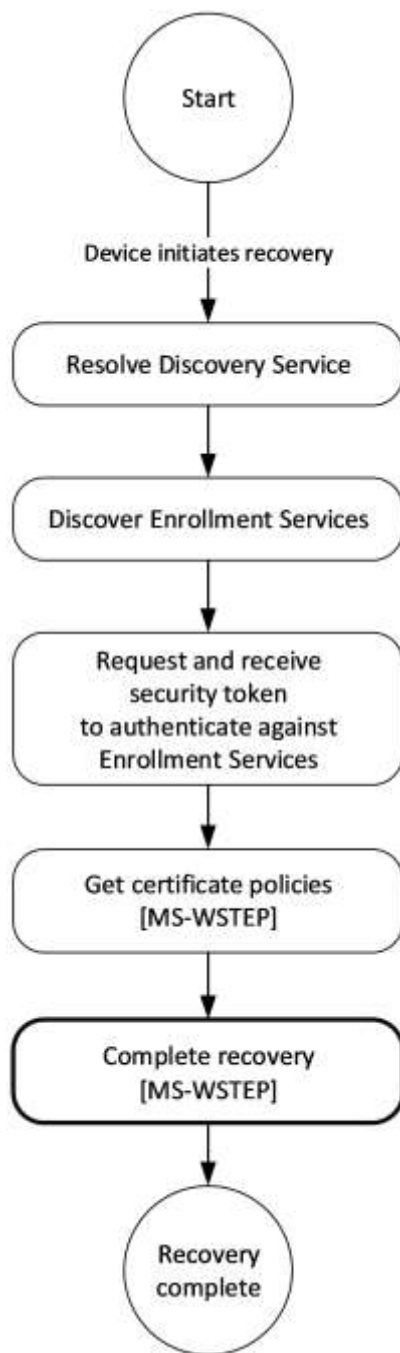 Start
Device initiates recovery
Resolve Discovery Service
Discover Enrollment Services
Request and receive
security token
to authenticate against
Enrollment Services
Get certificate policies
[MS-WSTEP]
Complete recovery
[MS-WSTEP]
Recovery
complete